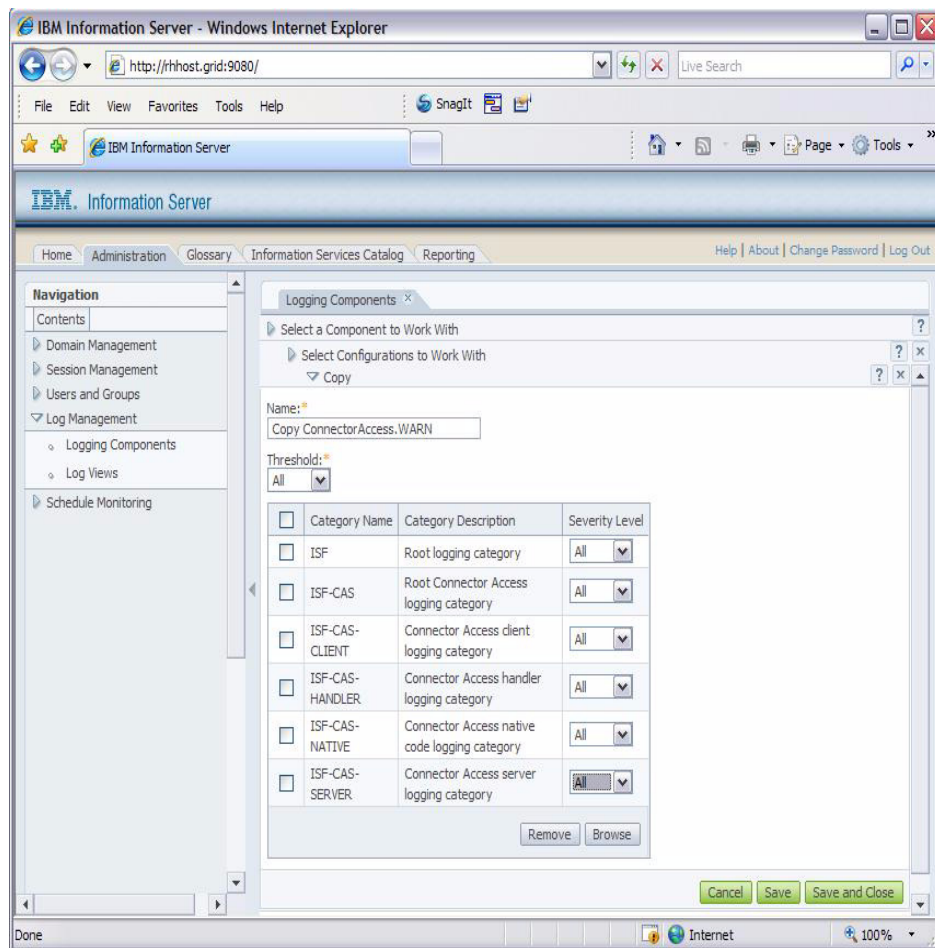 IBM Information Server - Windows Internet Explorer
http://rhhost.grid:9080/
Live Search
File Edit View Favorites Tools Help
SnagIt
IBM Information Server
Page Tools »
IBM. Information Server
Home Administration Glossary Information Services Catalog Reporting
Help | About | Change Password | Log Out
Navigation
Contents
Domain Management
Session Management
Users and Groups
Log Management
Logging Components
Log Views
Schedule Monitoring
Logging Components ×
Select a Component to Work With
?
Select Configurations to Work With
? ×
Copy
? ×
Name:*
Copy ConnectorAccess.WARN
Threshold:*
All
Category Name Category Description Severity Level
ISF Root logging category All
ISF-CAS Root Connector Access logging category All
ISF-CAS-CLIENT Connector Access client logging category All
ISF-CAS-HANDLER Connector Access handler logging category All
ISF-CAS-NATIVE Connector Access native code logging category All
ISF-CAS-SERVER Connector Access server logging category All
Remove Browse
Cancel Save Save and Close
Done
Internet
100%